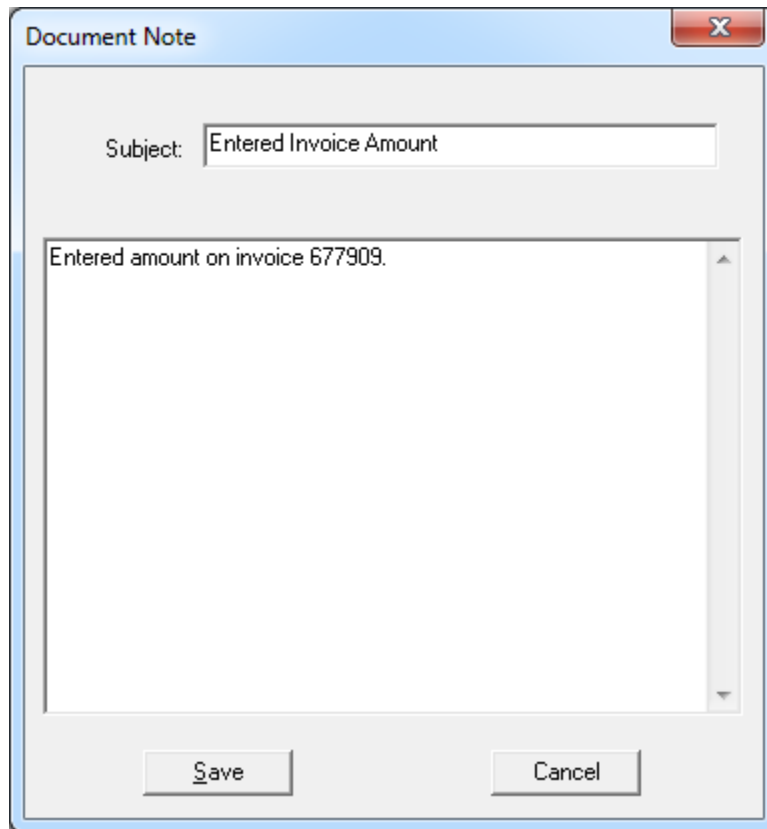 Document Note
Subject: Entered Invoice Amount
Entered amount on invoice 677909.
Save Cancel